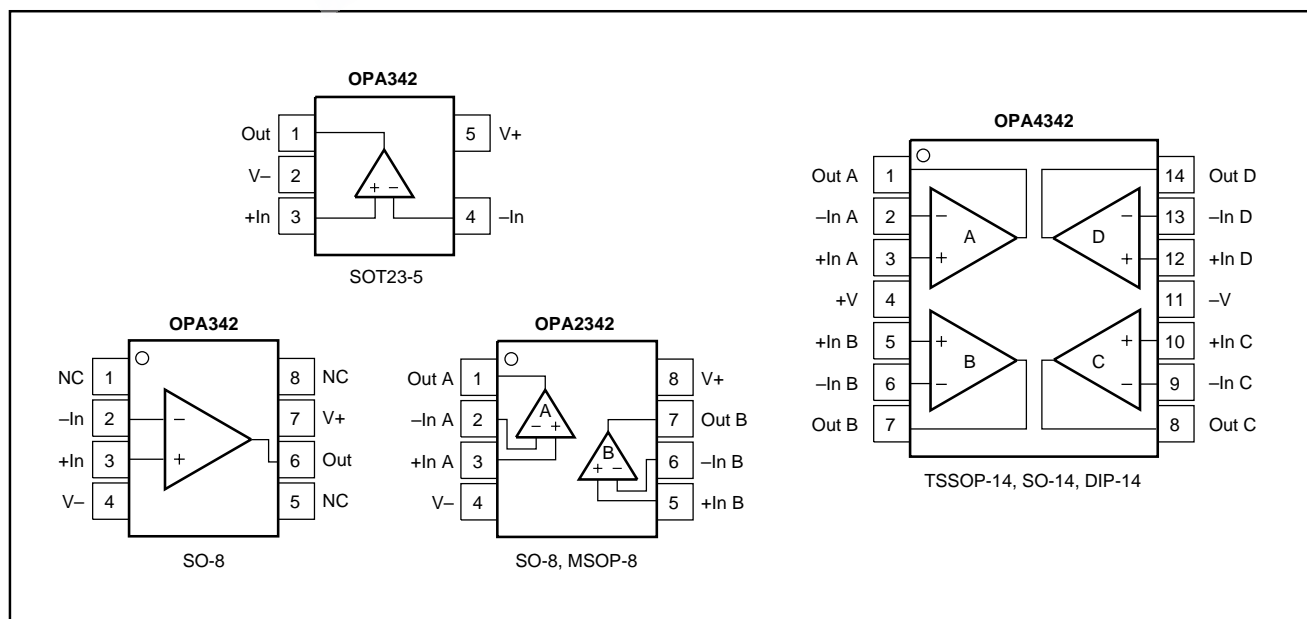 OPA342
Out 1 5 V+
V– 2
+In 3 4 –In
+ –
SOT23-5
OPA342
NC 1 8 NC
–In 2 – 7 V+
+In 3 + 6 Out
V– 4 5 NC
SO-8
OPA2342
Out A 1 8 V+
–In A 2 A – + 7 Out B
+In A 3 B + – 6 –In B
V– 4 5 +In B
SO-8, MSOP-8
OPA4342
Out A 1 14 Out D
–In A 2 – – 13 –In D
A D
+In A 3 + + 12 +In D
+V 4 11 –V
+In B 5 + + 10 +In C
B C
–In B 6 – – 9 –In C
Out B 7 8 Out C
TSSOP-14, SO-14, DIP-14